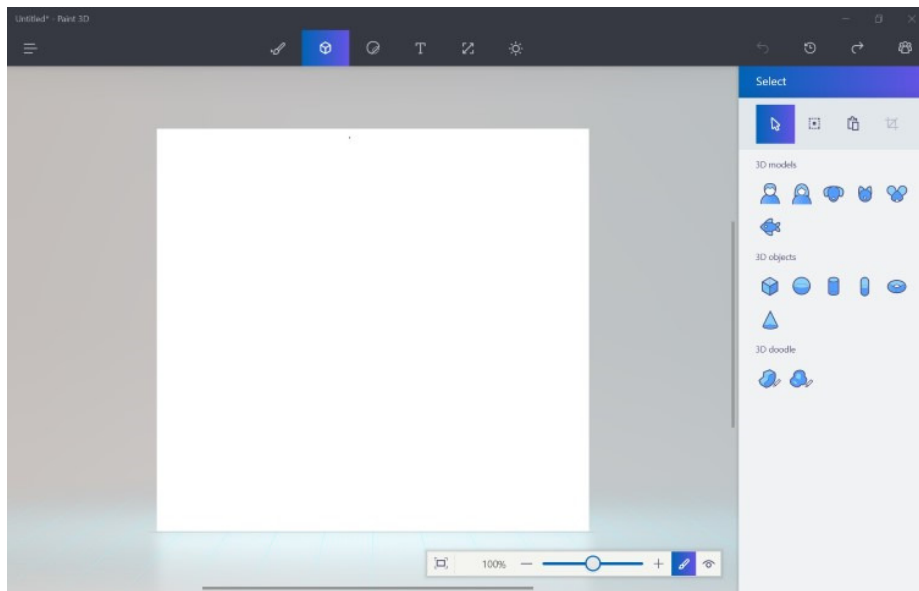 Untitled* - Paint 3D
T
Select
3D models
3D objects
3D doodle
100%